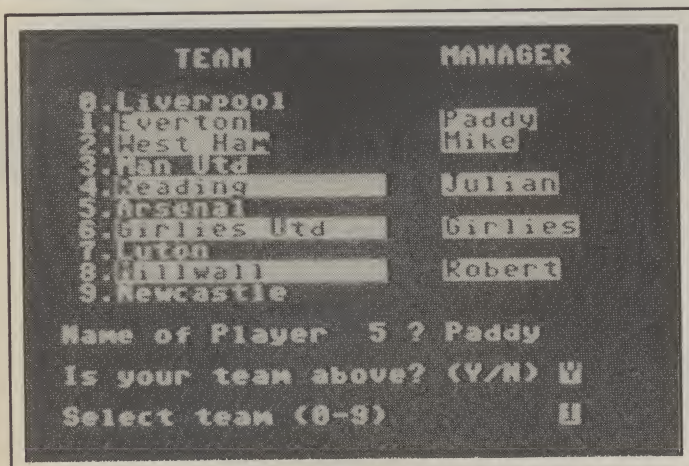 TEAM MANAGER
0.Liverpool
1.Everton Paddy
2.West Ham Mike
3.Man Utd
4.Reading Julian
5.Arsenal
6.Girlies Utd Girlies
7.Luton
8.Millwall Robert
9.Newcastle
Name of Player 5 ? Paddy
Is your team above? (Y/N) Y
Select team (0-9) 1